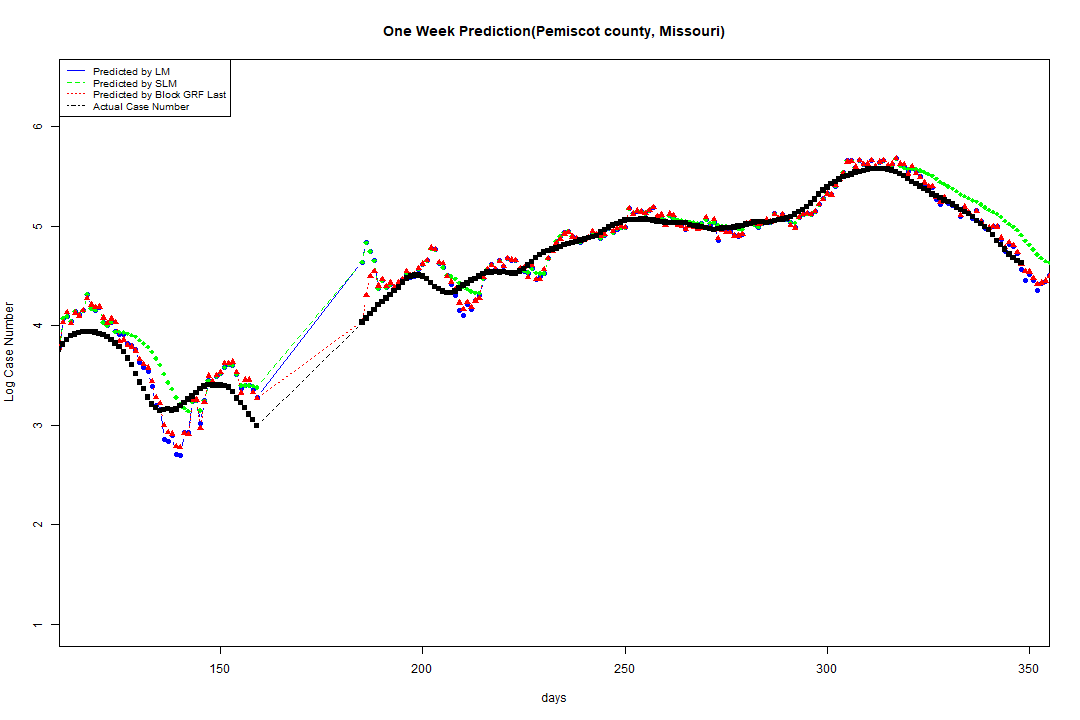 One Week Prediction(Pemiscot county, Missouri)
Predicted by LM
Predicted by SLM
Predicted by Block GRF Last
Actual Case Number
6
5
4
3
2
1
Log Case Number
150 200 250 300 350
days